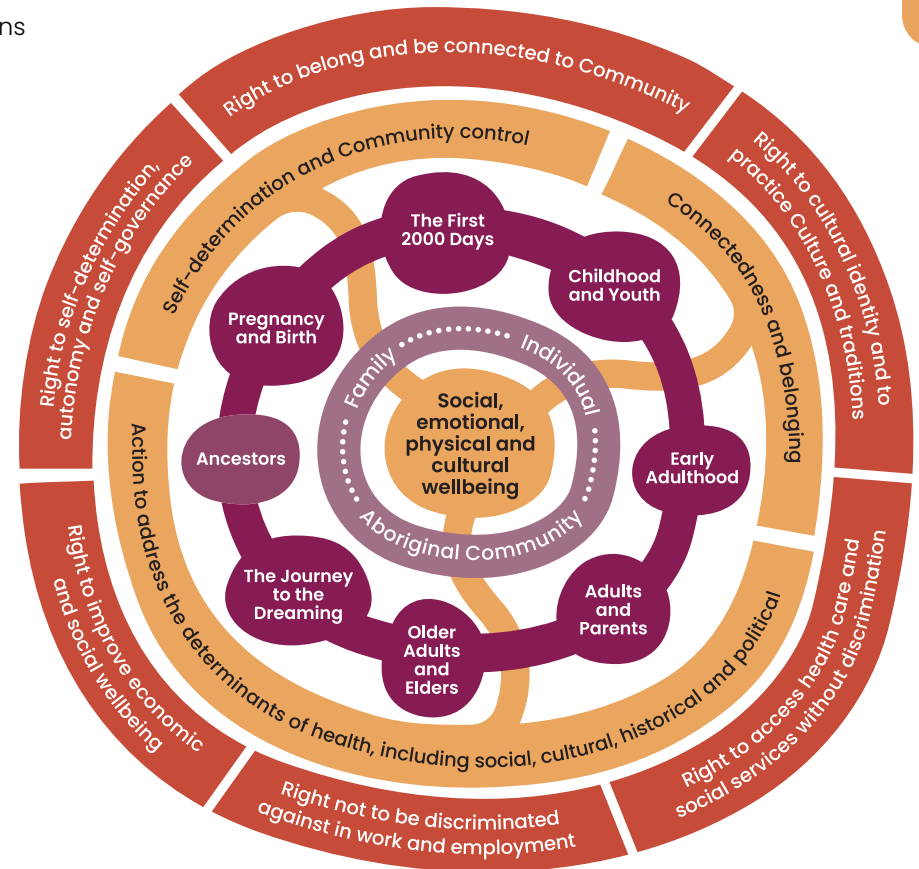 ns
Right to belong and be connected to Community
Right to cultural identity and to
practice Culture and traditions
Right to access health care and
social services without discrimination
Right not to be discriminated
against in work and employment
Right to improve economic
and social wellbeing
Right to self-determination,
autonomy and self-governance
Self-determination and Community control
Connectedness and belonging
Action to address the determinants of health, including social, cultural, historical and political
The First
2000 Days
Childhood
and Youth
Early
Adulthood
Adults
and
Parents
Older
Adults
and
Elders
The Journey
to the
Dreaming
Ancestors
Pregnancy
and Birth
Family
Individual
Aboriginal Community
Social,
emotional,
physical and
cultural
wellbeing